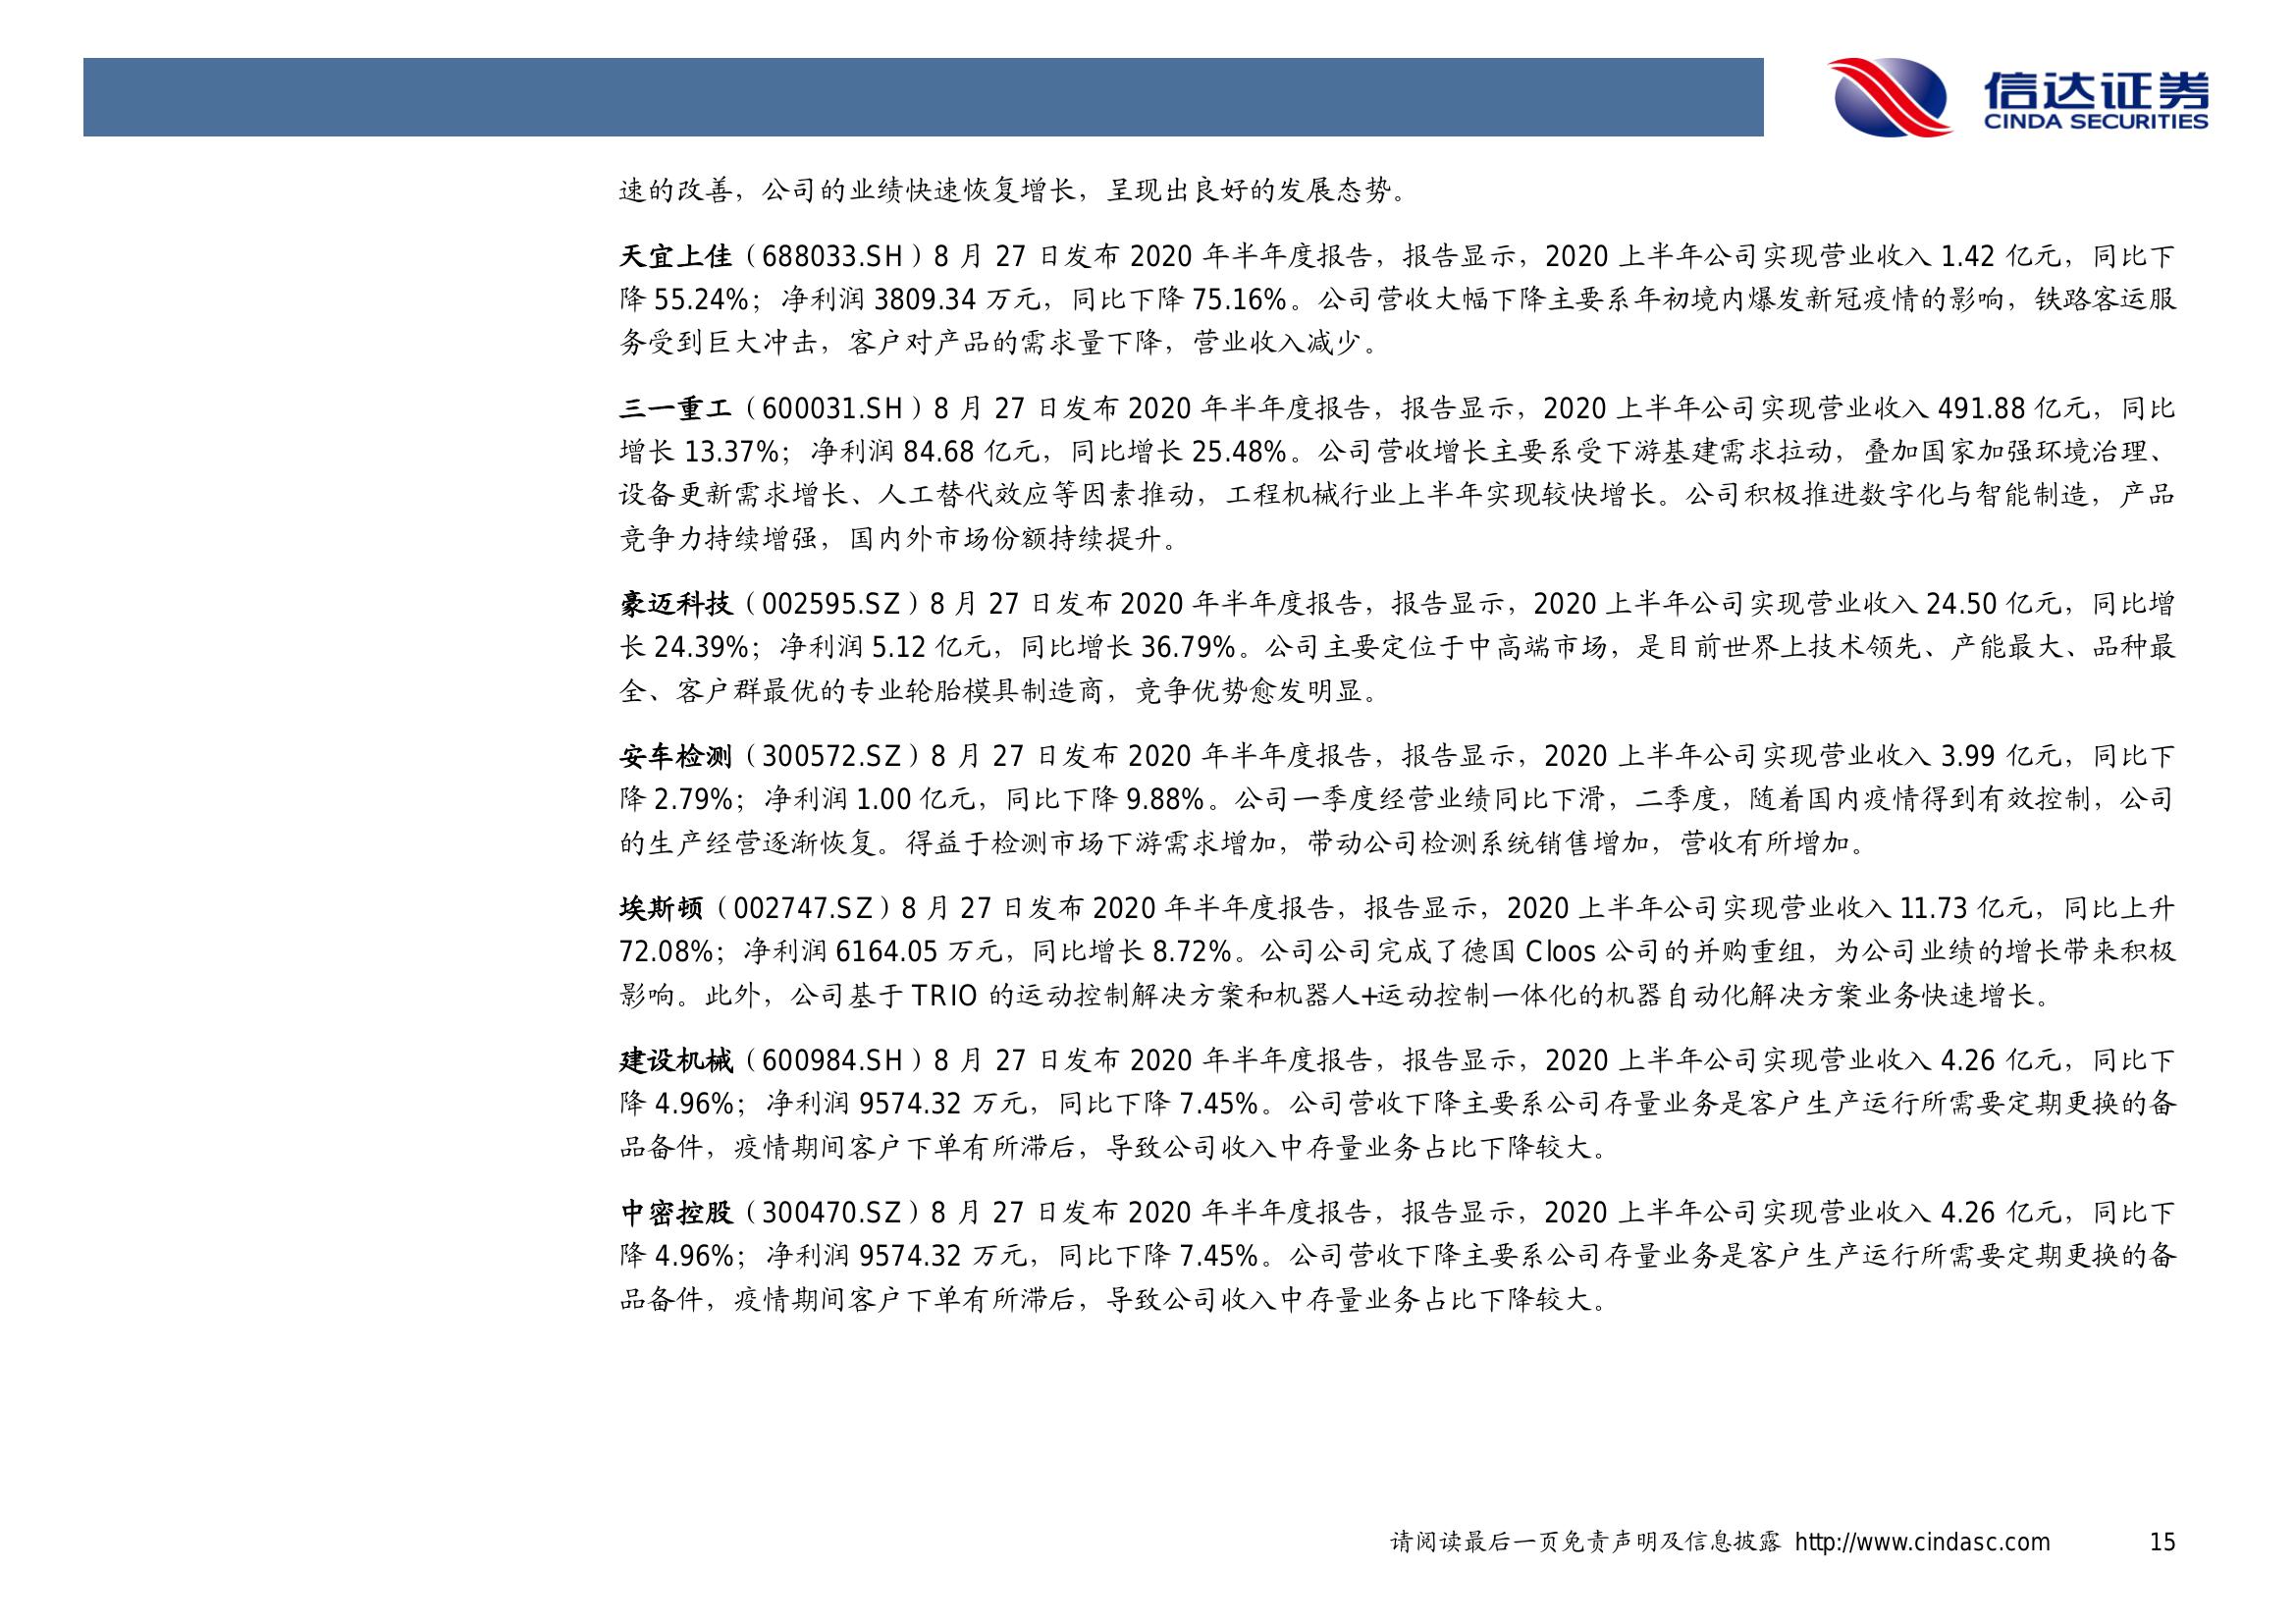 信达证券
CINDA SECURITIES
速的改善，公司的业绩快速恢复增长，呈现出良好的发展态势。
天宜上佳（688033.SH）8 月 27 日发布 2020 年半年度报告，报告显示，2020 上半年公司实现营业收入 1.42 亿元，同比下
降 55.24%；净利润 3809.34 万元，同比下降 75.16%。公司营收大幅下降主要系年初境内爆发新冠疫情的影响，铁路客运服
务受到巨大冲击，客户对产品的需求量下降，营业收入减少。
三一重工（600031.SH）8 月 27 日发布 2020 年半年度报告，报告显示，2020 上半年公司实现营业收入 491.88 亿元，同比
增长 13.37%；净利润 84.68 亿元，同比增长 25.48%。公司营收增长主要系受下游基建需求拉动，叠加国家加强环境治理、
设备更新需求增长、人工替代效应等因素推动，工程机械行业上半年实现较快增长。公司积极推进数字化与智能制造，产品
竞争力持续增强，国内外市场份额持续提升。
豪迈科技（002595.SZ）8 月 27 日发布 2020 年半年度报告，报告显示，2020 上半年公司实现营业收入 24.50 亿元，同比增
长 24.39%；净利润 5.12 亿元，同比增长 36.79%。公司主要定位于中高端市场，是目前世界上技术领先、产能最大、品种最
全、客户群最优的专业轮胎模具制造商，竞争优势愈发明显。
安车检测（300572.SZ）8 月 27 日发布 2020 年半年度报告，报告显示，2020 上半年公司实现营业收入 3.99 亿元，同比下
降 2.79%；净利润 1.00 亿元，同比下降 9.88%。公司一季度经营业绩同比下滑，二季度，随着国内疫情得到有效控制，公司
的生产经营逐渐恢复。得益于检测市场下游需求增加，带动公司检测系统销售增加，营收有所增加。
埃斯顿（002747.SZ）8 月 27 日发布 2020 年半年度报告，报告显示，2020 上半年公司实现营业收入 11.73 亿元，同比上升
72.08%；净利润 6164.05 万元，同比增长 8.72%。公司公司完成了德国 Cloos 公司的并购重组，为公司业绩的增长带来积极
影响。此外，公司基于 TRIO 的运动控制解决方案和机器人+运动控制一体化的机器自动化解决方案业务快速增长。
建设机械（600984.SH）8 月 27 日发布 2020 年半年度报告，报告显示，2020 上半年公司实现营业收入 4.26 亿元，同比下
降 4.96%；净利润 9574.32 万元，同比下降 7.45%。公司营收下降主要系公司存量业务是客户生产运行所需要定期更换的备
品备件，疫情期间客户下单有所滞后，导致公司收入中存量业务占比下降较大。
中密控股（300470.SZ）8 月 27 日发布 2020 年半年度报告，报告显示，2020 上半年公司实现营业收入 4.26 亿元，同比下
降 4.96%；净利润 9574.32 万元，同比下降 7.45%。公司营收下降主要系公司存量业务是客户生产运行所需要定期更换的备
品备件，疫情期间客户下单有所滞后，导致公司收入中存量业务占比下降较大。
请阅读最后一页免责声明及信息披露 http://www.cindasc.com 15